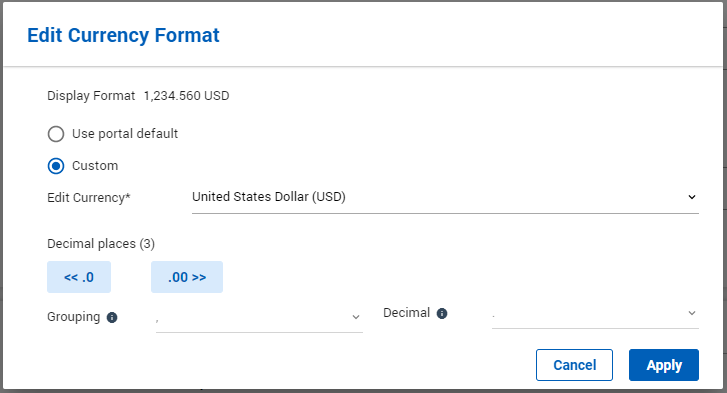 Edit Currency Format
Display Format 1,234.560 USD
Use portal default
Custom
Edit Currency* United States Dollar (USD)
Decimal places (3)
<< .0 .00 >>
Grouping , Decimal .
Cancel Apply